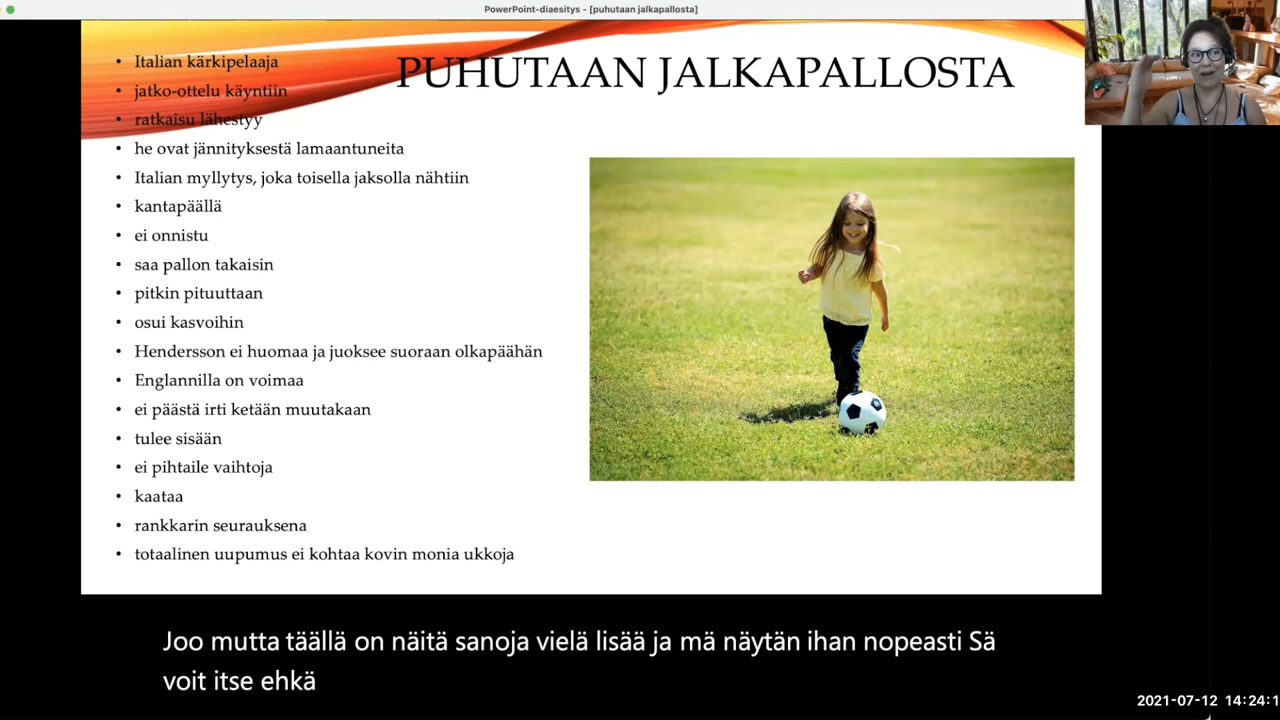 PowerPoint-diaesitys - [puhutaan jalkapallosta]
PUHUTAAN JALKAPALLOSTA
• Italian kärkipelaaja
• jatko-ottelu käyntiin
• ratkaisu lähestyy
• he ovat jännityksestä lamaantuneita
• Italian myllytys, joka toisella jaksolla nähtiin
• kantapäällä
• ei onnistu
• saa pallon takaisin
• pitkin pituuttaan
• osui kasvoihin
• Hendersson ei huomaa ja juoksee suoraan olkapäähän
• Englannilla on voimaa
• ei päästä irti ketään muutakaan
• tulee sisään
• ei pihtaile vaihtoja
• kaataa
• rankkarin seurauksena
• totaalinen uupumus ei kohtaa kovin monia ukkoja
Joo mutta täällä on näitä sanoja vielä lisää ja mä näytän ihan nopeasti Sä
voit itse ehkä
2021-07-12 14:24:1